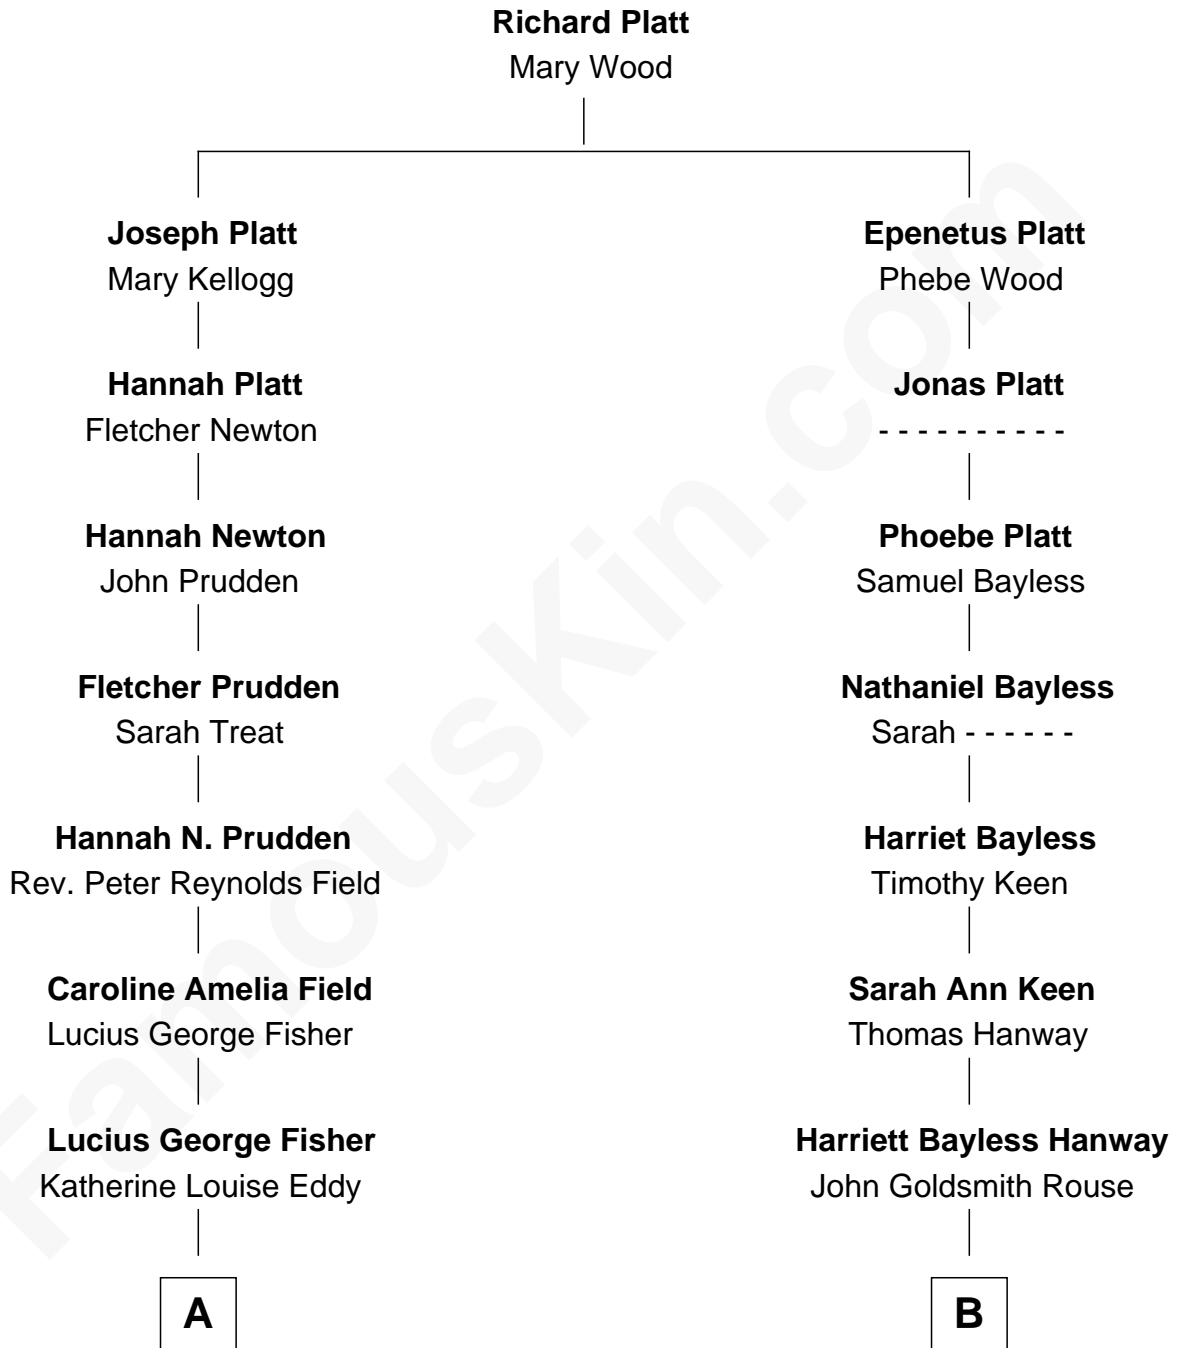 Richard Platt
Mary Wood
Joseph Platt
Mary Kellogg
Hannah Platt
Fletcher Newton
Hannah Newton
John Prudden
Fletcher Prudden
Sarah Treat
Hannah N. Prudden
Rev. Peter Reynolds Field
Caroline Amelia Field
Lucius George Fisher
Lucius George Fisher
Katherine Louise Eddy
A
Epenetus Platt
Phebe Wood
Jonas Platt
- - - - - - - - - -
Phoebe Platt
Samuel Bayless
Nathaniel Bayless
Sarah - - - - - -
Harriet Bayless
Timothy Keen
Sarah Ann Keen
Thomas Hanway
Harriett Bayless Hanway
John Goldsmith Rouse
B
FamousKin.com